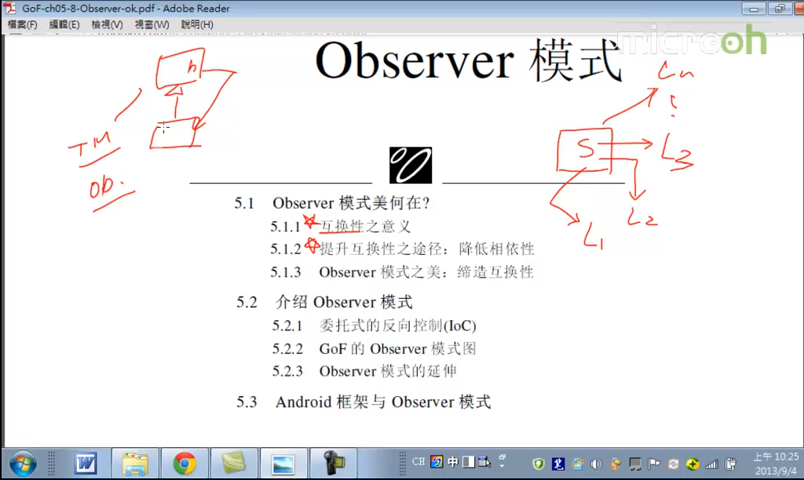 GoF-ch05-8-Observer-ok.pdf - Adobe Reader
檔案(F) 編輯(E) 檢視(V) 視窗(W) 說明(H)
microoh
Observer 模式
h
TM
OB.
S
Ln
L3
L2
L1
5.1 Observer 模式美何在?
5.1.1 互换性之意义
5.1.2 提升互换性之途径：降低相依性
5.1.3 Observer 模式之美：缔造互换性
5.2 介绍 Observer 模式
5.2.1 委托式的反向控制(IoC)
5.2.2 GoF 的 Observer 模式图
5.2.3 Observer 模式的延伸
5.3 Android 框架与 Observer 模式
CH 中
上午 10:25
2013/9/4